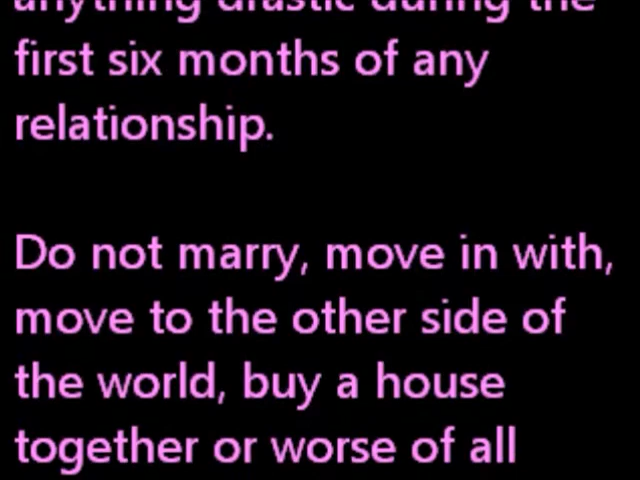 anything drastic during the
first six months of any
relationship.
Do not marry, move in with,
move to the other side of
the world, buy a house
together or worse of all